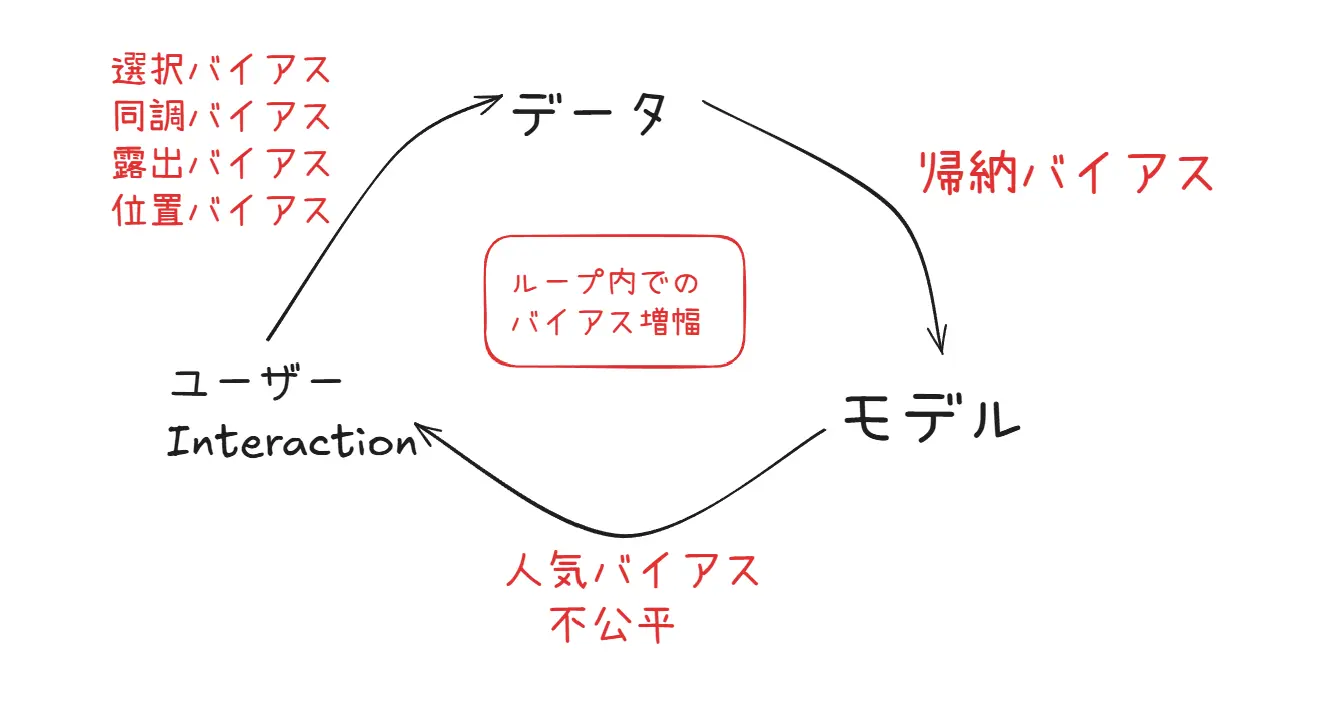 選択バイアス
同調バイアス
露出バイアス
位置バイアス
データ
帰納バイアス
ループ内での
バイアス増幅
ユーザー
Interaction
モデル
人気バイアス
不公平